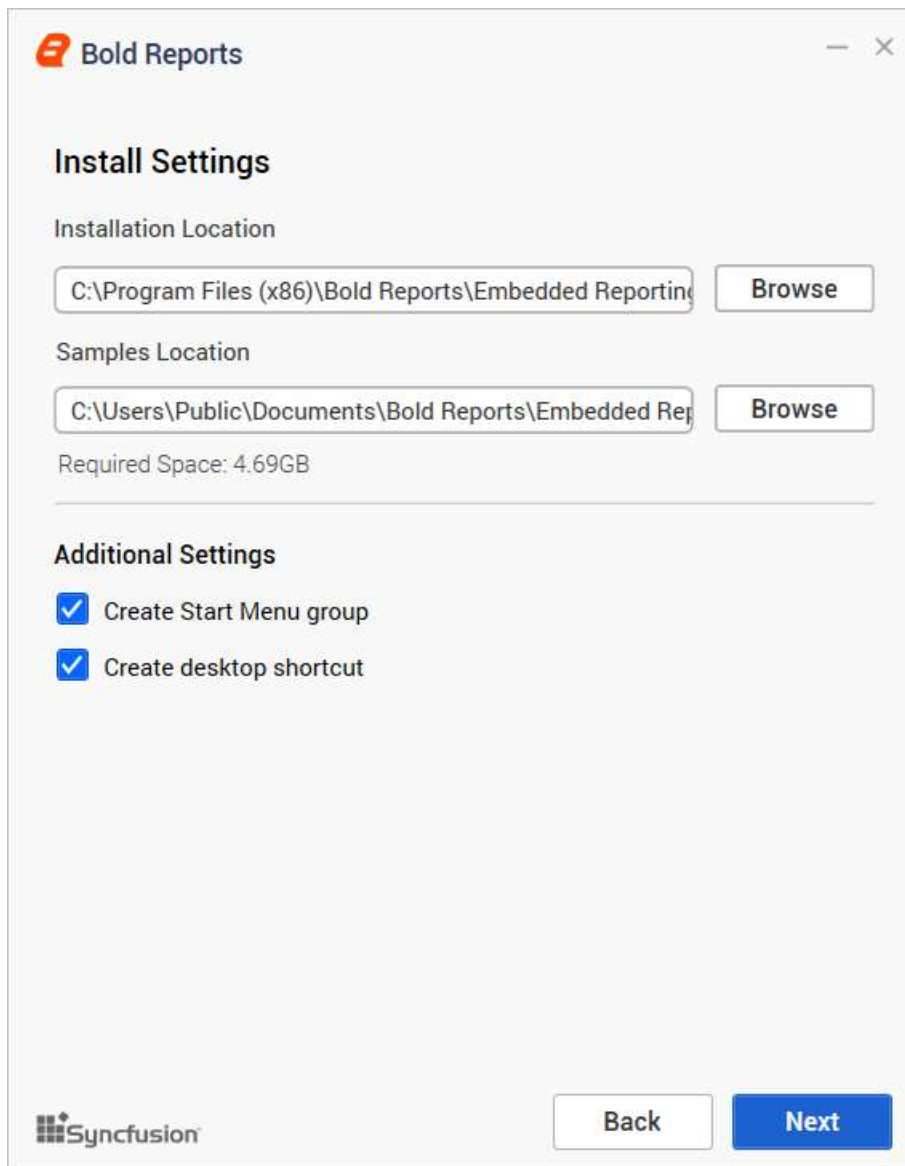 Bold Reports
Install Settings
Installation Location
C:\Program Files (x86)\Bold Reports\Embedded Reporting
Browse
Samples Location
C:\Users\Public\Documents\Bold Reports\Embedded Rep
Browse
Required Space: 4.69GB
Additional Settings
Create Start Menu group
Create desktop shortcut
Syncfusion
Back
Next